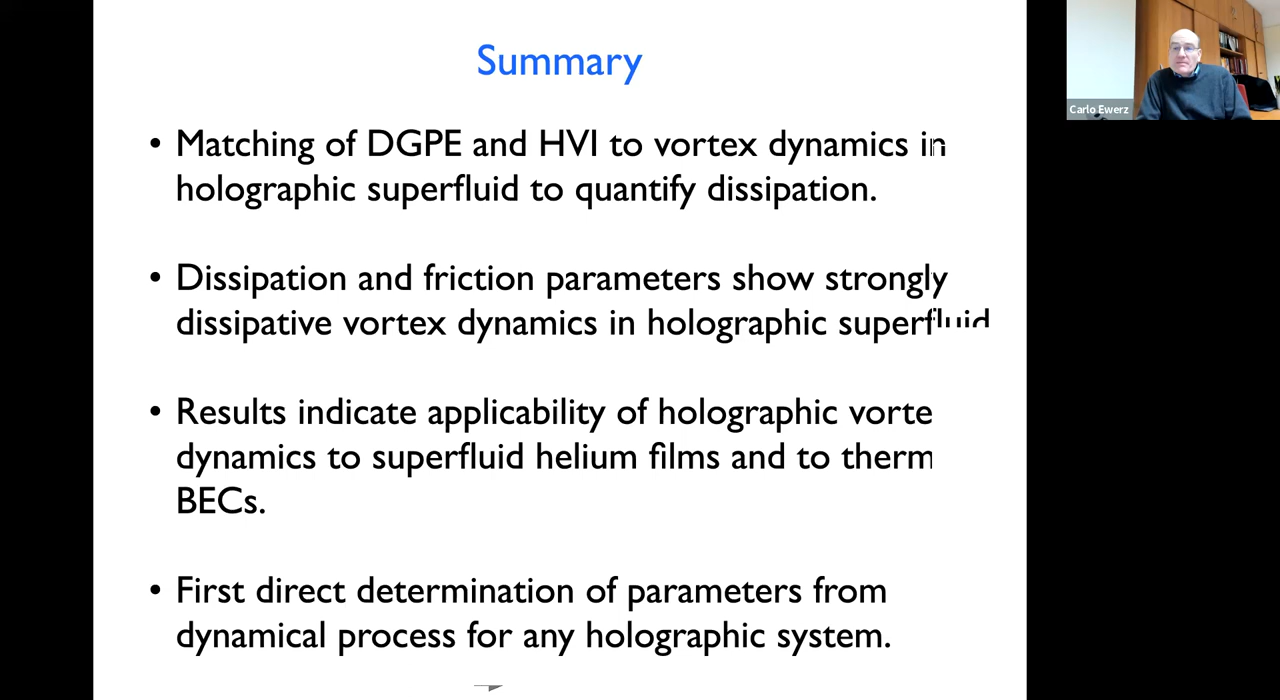 Summary
• Matching of DGPE and HVI to vortex dynamics in
holographic superfluid to quantify dissipation.
• Dissipation and friction parameters show strongly
dissipative vortex dynamics in holographic superfluid
• Results indicate applicability of holographic vorte
dynamics to superfluid helium films and to therm
BECs.
• First direct determination of parameters from
dynamical process for any holographic system.
Carlo Ewerz